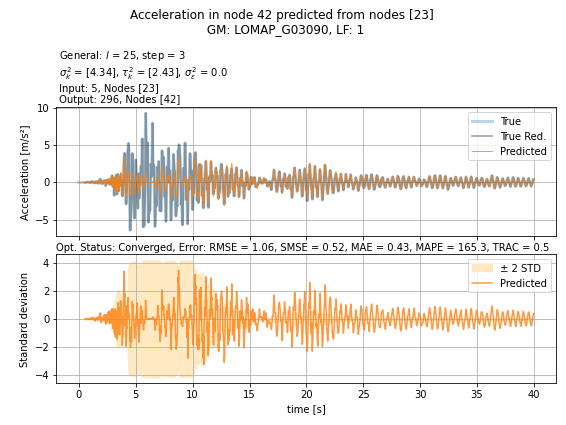 Acceleration in node 42 predicted from nodes [23]
GM: LOMAP_G03090, LF: 1
General: l = 25, step = 3
σ²ₖ = [4.34], τ²ₖ = [2.43], σ²ε = 0.0
Input: 5, Nodes [23]
Output: 296, Nodes [42]
Acceleration [m/s²]
10
5
0
−5
True
True Red.
Predicted
Opt. Status: Converged, Error: RMSE = 1.06, SMSE = 0.52, MAE = 0.43, MAPE = 165.3, TRAC = 0.5
Standard deviation
4
2
0
−2
−4
± 2 STD
Predicted
0 5 10 15 20 25 30 35 40
time [s]